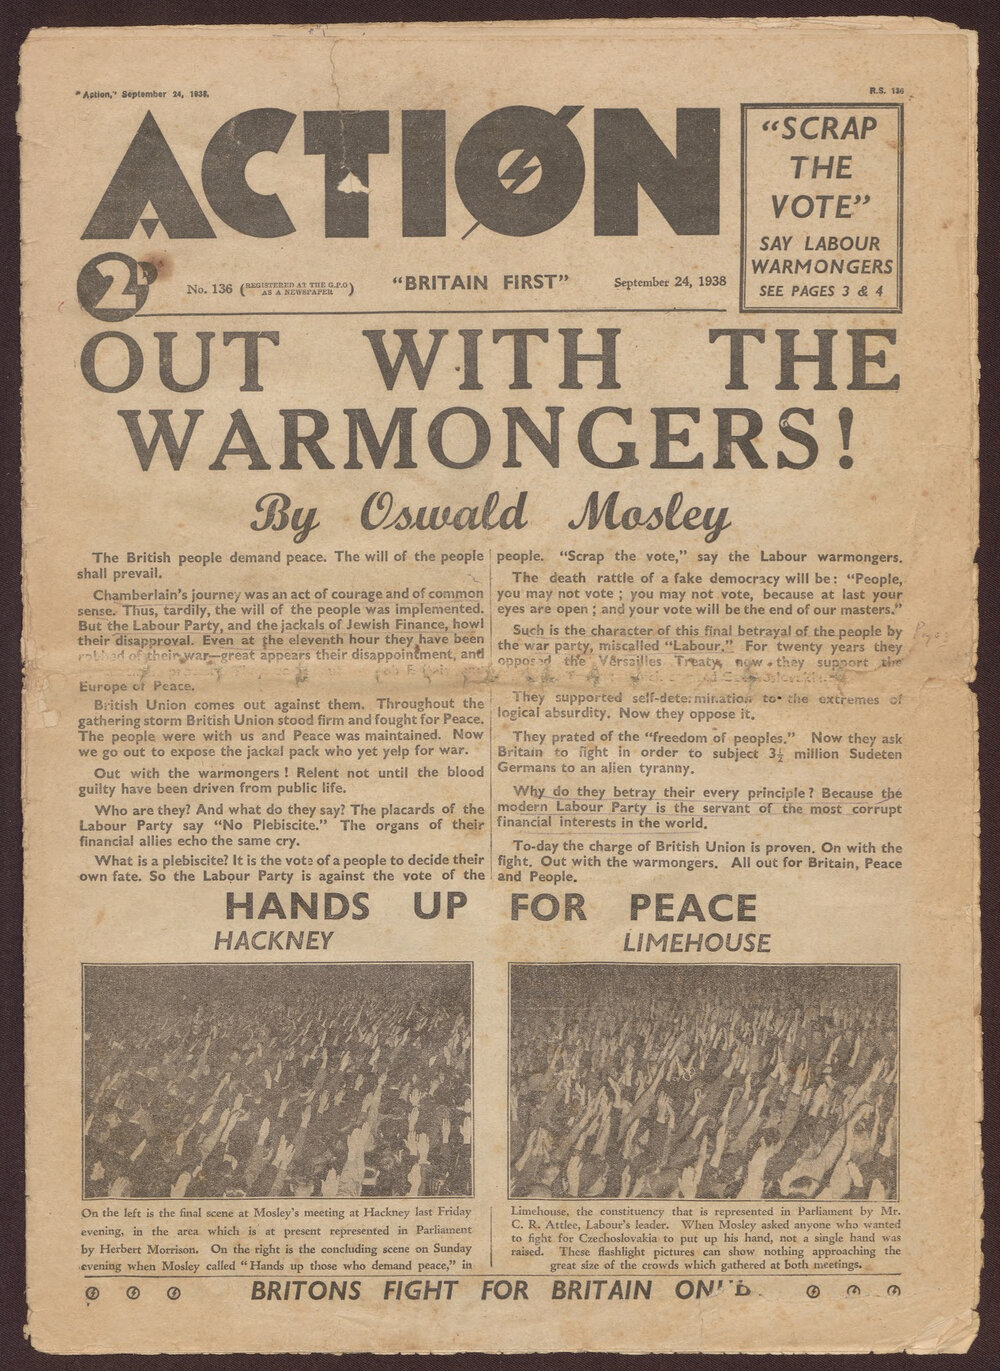 "Action," September 24, 1938.
R.S. 136
ACTION
"SCRAP
THE
VOTE"
SAY LABOUR
WARMONGERS
SEE PAGES 3 & 4
2D
No. 136 (REGISTERED AT THE G.P.O
AS A NEWSPAPER)
"BRITAIN FIRST"
September 24, 1938
OUT WITH THE
WARMONGERS!
By Oswald Mosley
The British people demand peace. The will of the people
shall prevail.
Chamberlain's journey was an act of courage and of common
sense. Thus, tardily, the will of the people was implemented.
But the Labour Party, and the jackals of Jewish Finance, howl
their disapproval. Even at the eleventh hour they have been
robbed of their war—great appears their disappointment, and
Europe of Peace.
British Union comes out against them. Throughout the
gathering storm British Union stood firm and fought for Peace.
The people were with us and Peace was maintained. Now
we go out to expose the jackal pack who yet yelp for war.
Out with the warmongers! Relent not until the blood
guilty have been driven from public life.
Who are they? And what do they say? The placards of the
Labour Party say "No Plebiscite." The organs of their
financial allies echo the same cry.
What is a plebiscite? It is the vote of a people to decide their
own fate. So the Labour Party is against the vote of the
people. "Scrap the vote," say the Labour warmongers.
The death rattle of a fake democracy will be: "People,
you may not vote; you may not vote, because at last your
eyes are open; and your vote will be the end of our masters."
Such is the character of this final betrayal of the people by
the war party, miscalled "Labour." For twenty years they
opposed the Versailles Treaty, now they support the
They supported self-determination to the extremes of
logical absurdity. Now they oppose it.
They prated of the "freedom of peoples." Now they ask
Britain to fight in order to subject 3½ million Sudeten
Germans to an alien tyranny.
Why do they betray their every principle? Because the
modern Labour Party is the servant of the most corrupt
financial interests in the world.
To-day the charge of British Union is proven. On with the
fight. Out with the warmongers. All out for Britain, Peace
and People.
HANDS UP FOR PEACE
HACKNEY
LIMEHOUSE
On the left is the final scene at Mosley's meeting at Hackney last Friday
evening, in the area which is at present represented in Parliament
by Herbert Morrison. On the right is the concluding scene on Sunday
evening when Mosley called "Hands up those who demand peace," in
Limehouse, the constituency that is represented in Parliament by Mr.
C. R. Attlee, Labour's leader. When Mosley asked anyone who wanted
to fight for Czechoslovakia to put up his hand, not a single hand was
raised. These flashlight pictures can show nothing approaching the
great size of the crowds which gathered at both meetings.
BRITONS FIGHT FOR BRITAIN